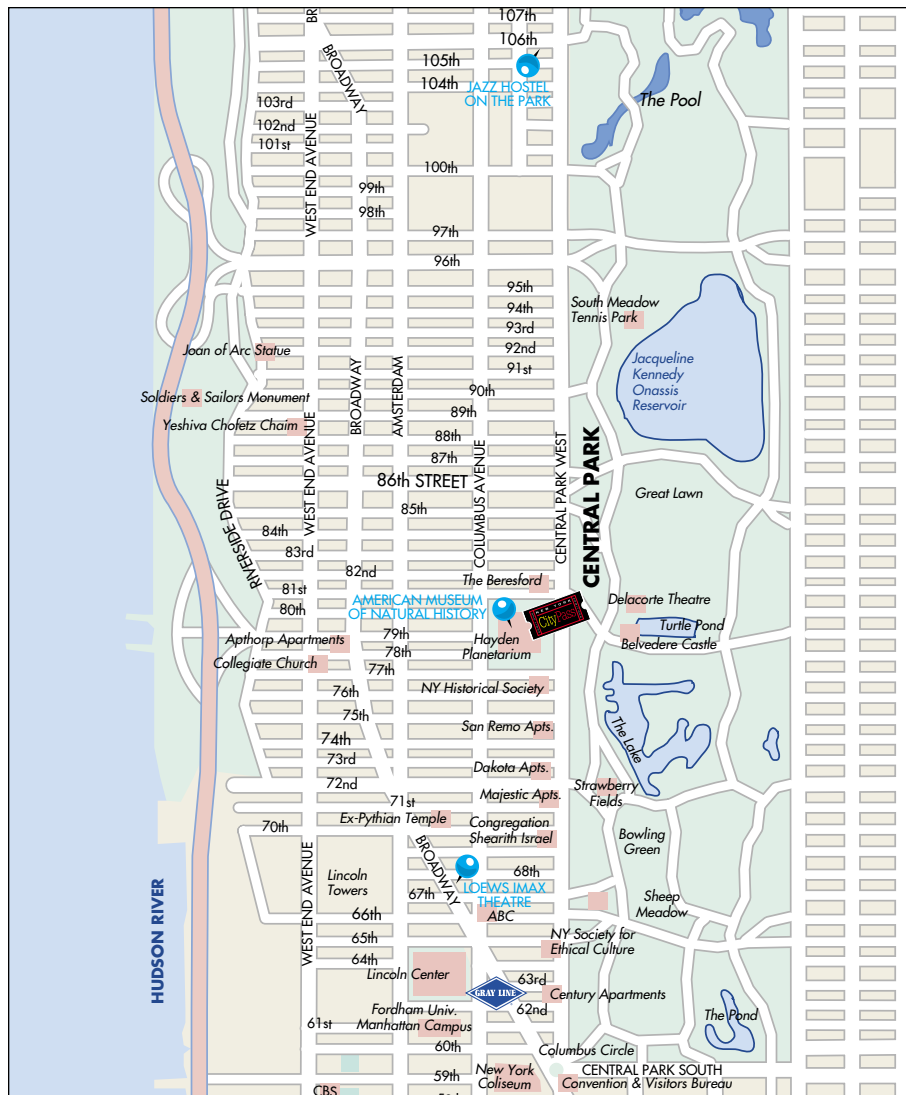 107th
BR
106th
BROADWAY
105th
104th
JAZZ HOSTEL
ON THE PARK
The Pool
103rd
102nd
101st
WEST END AVENUE
100th
99th
98th
97th
96th
95th
94th
93rd
92nd
91st
South Meadow
Tennis Park
Joan of Arc Statue
Jacqueline
Kennedy
Onassis
Reservoir
BROADWAY
AMSTERDAM
90th
89th
88th
87th
Soldiers & Sailors Monument
Yeshiva Chofetz Chaim
WEST END AVENUE
COLUMBUS AVENUE
CENTRAL PARK WEST
CENTRAL PARK
86th STREET
Great Lawn
RIVERSIDE DRIVE
85th
84th
83rd
82nd
81st
80th
The Beresford
AMERICAN MUSEUM
OF NATURAL HISTORY
NEW YORK
CityPass
Delacorte Theatre
Turtle Pond
Belvedere Castle
Hayden
Planetarium
Apthorp Apartments
Collegiate Church
79th
78th
77th
76th
75th
74th
73rd
72nd
71st
70th
NY Historical Society
San Remo Apts.
The Lake
Dakota Apts.
Majestic Apts.
Strawberry
Fields
Ex-Pythian Temple
Congregation
Shearith Israel
Bowling
Green
BROADWAY
WEST END AVENUE
Lincoln
Towers
68th
67th
LOEWS IMAX
THEATRE
ABC
Sheep
Meadow
66th
65th
64th
NY Society for
Ethical Culture
HUDSON RIVER
Lincoln Center
63rd
GRAY LINE
Century Apartments
62nd
Fordham Univ.
Manhattan Campus
The Pond
61st
60th
Columbus Circle
59th
New York
Coliseum
CENTRAL PARK SOUTH
Convention & Visitors Bureau
CBS